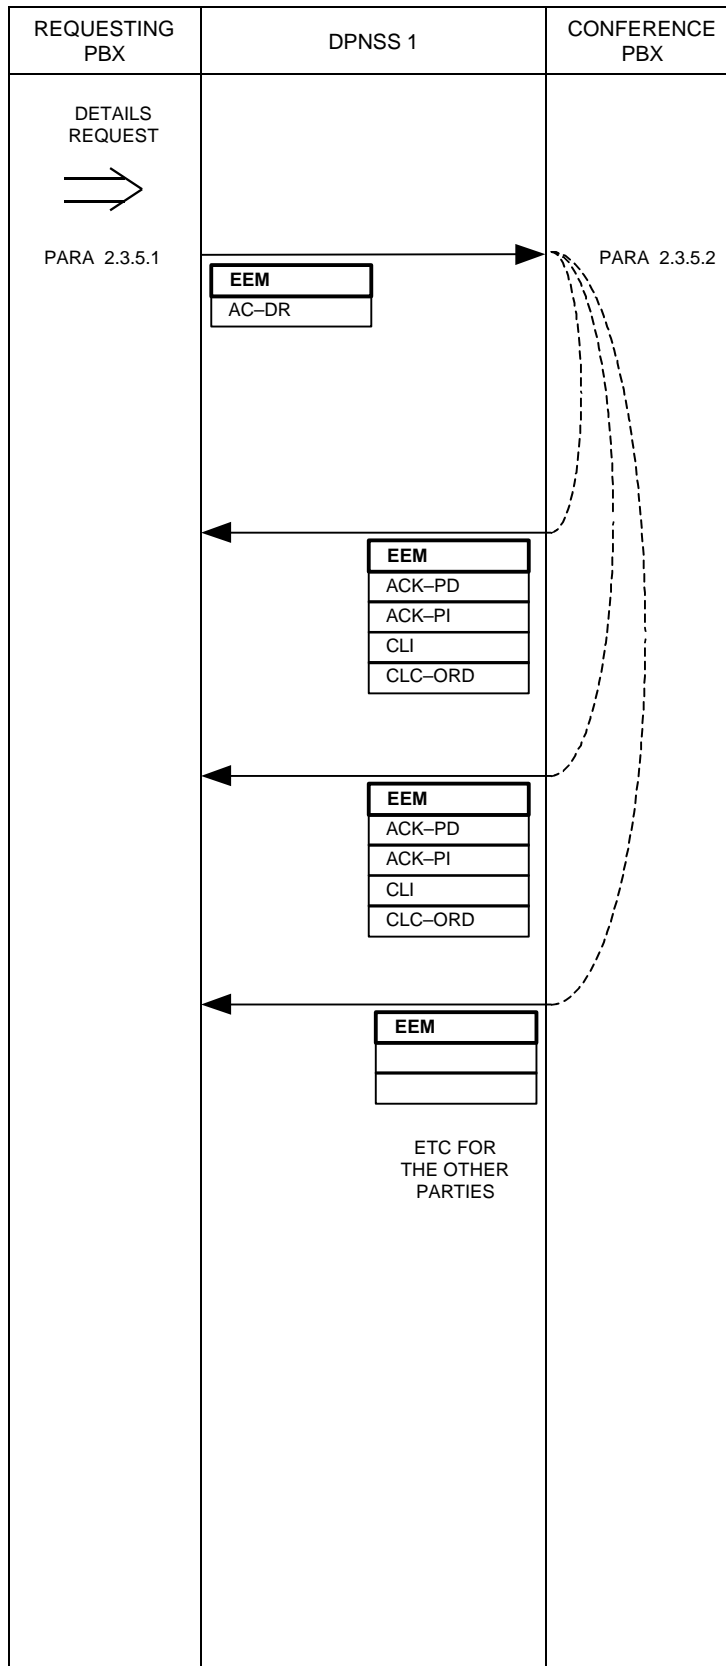 REQUESTING
PBX
DPNSS 1
CONFERENCE
PBX
DETAILS
REQUEST
PARA 2.3.5.1
PARA 2.3.5.2
EEM
AC–DR
EEM
ACK–PD
ACK–PI
CLI
CLC–ORD
EEM
ACK–PD
ACK–PI
CLI
CLC–ORD
EEM
ETC FOR
THE OTHER
PARTIES